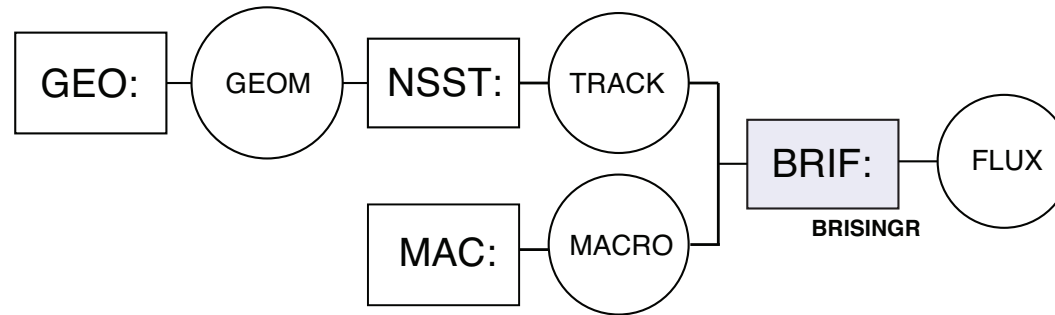 GEO:
GEOM
NSST:
TRACK
MAC:
MACRO
BRIF:
BRISINGR
FLUX